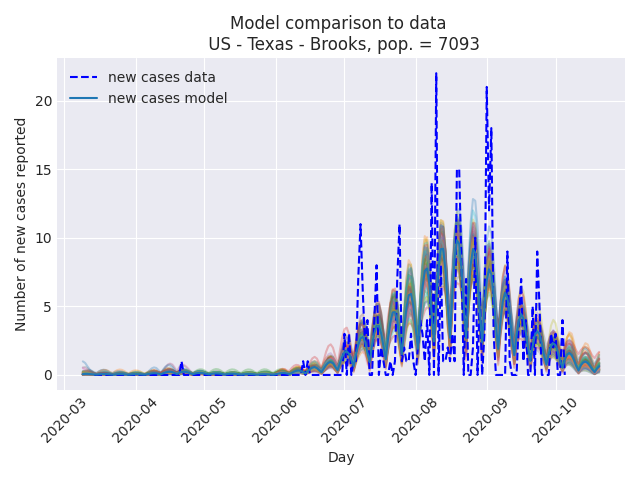 Model comparison to data
US - Texas - Brooks, pop. = 7093
new cases data
new cases model
Number of new cases reported
20
15
10
5
0
2020-03
2020-04
2020-05
2020-06
2020-07
2020-08
2020-09
2020-10
Day